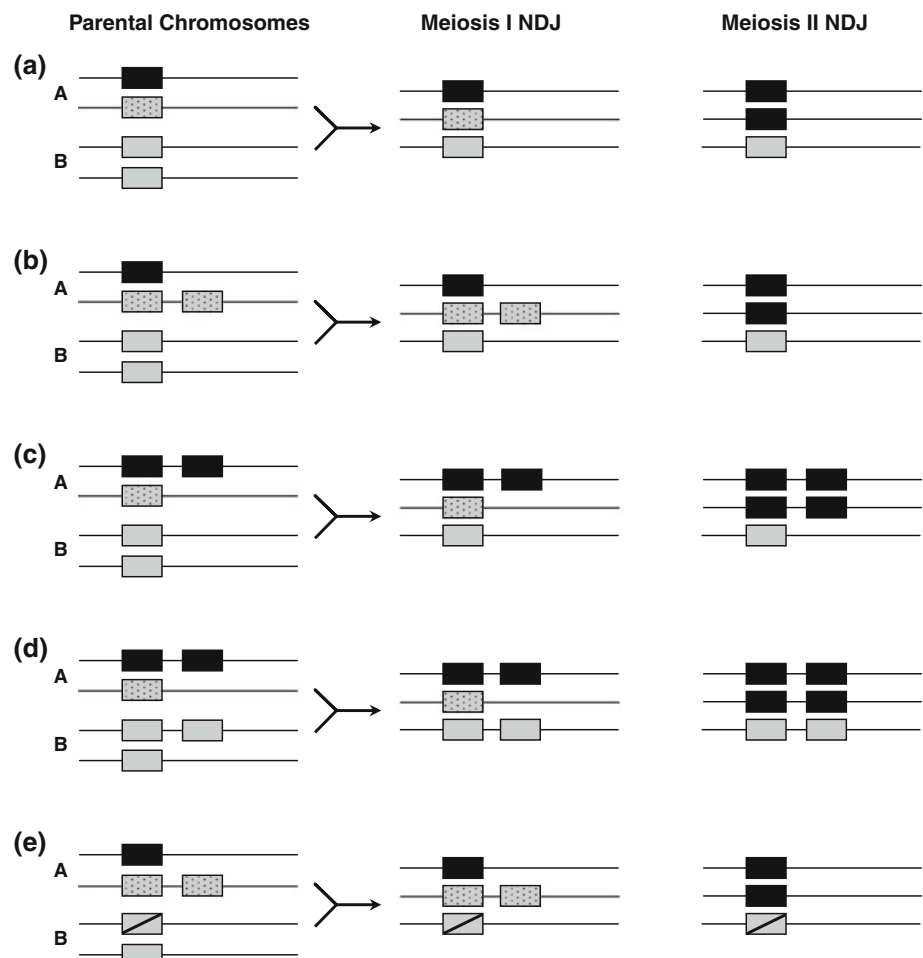 Parental Chromosomes Meiosis I NDJ Meiosis II NDJ
(a)
A
B
(b)
A
B
(c)
A
B
(d)
A
B
(e)
A
B